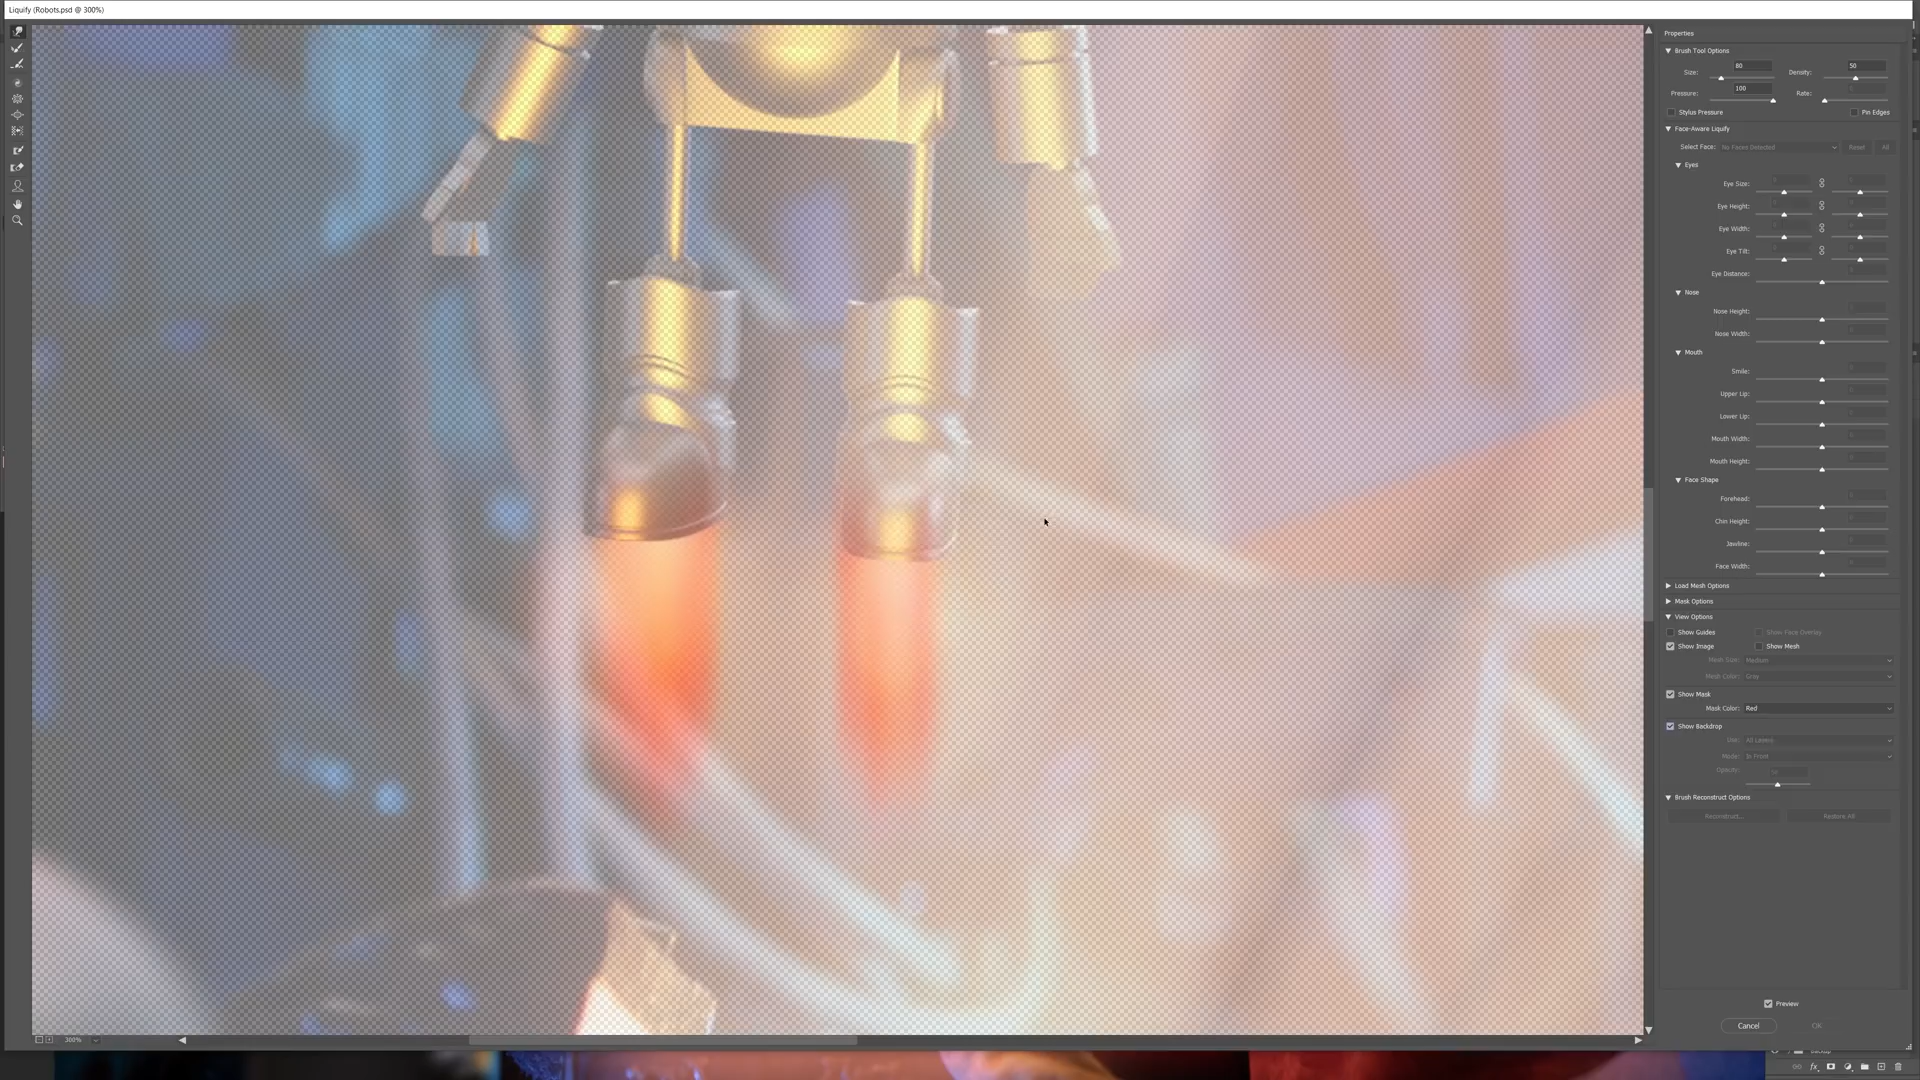 Liquify (Robots.psd @ 300%)
Properties
Brush Tool Options
Size: 80 Density: 50
Pressure: 100 Rate:
Stylus Pressure Pin Edges
Face-Aware Liquify
Select Face: No Faces Detected Reset All
Eyes
Eye Size:
Eye Height:
Eye Width:
Eye Tilt:
Eye Distance:
Nose
Nose Height:
Nose Width:
Mouth
Smile:
Upper Lip:
Lower Lip:
Mouth Width:
Mouth Height:
Face Shape
Forehead:
Chin Height:
Jawline:
Face Width:
Load Mesh Options
Mask Options
View Options
Show Guides Show Face Overlay
Show Image Show Mesh
Mesh Size: Medium
Mesh Color: Gray
Show Mask
Mask Color: Red
Show Backdrop
Use: All Layers
Mode: In Front
Opacity:
Brush Reconstruct Options
Reconstruct... Restore All
Preview
Cancel OK
300%
fx